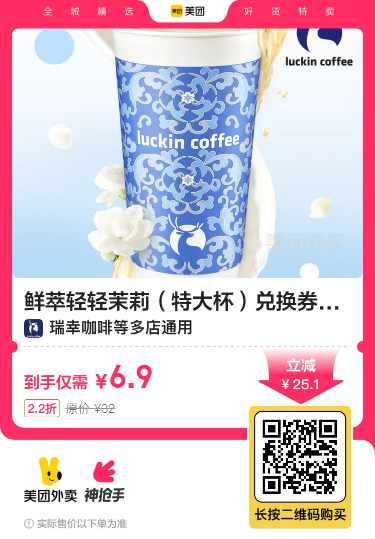 全城精选
美团
美团
好货特卖
luckin coffee
luckin coffee
美团外卖
鲜萃轻轻茉莉（特大杯）兑换券...
瑞幸咖啡等多店通用
到手仅需 ¥6.9
立减
¥25.1
2.2折 原价 ¥32
美团外卖 神抢手
长按二维码购买
实际售价以下单为准